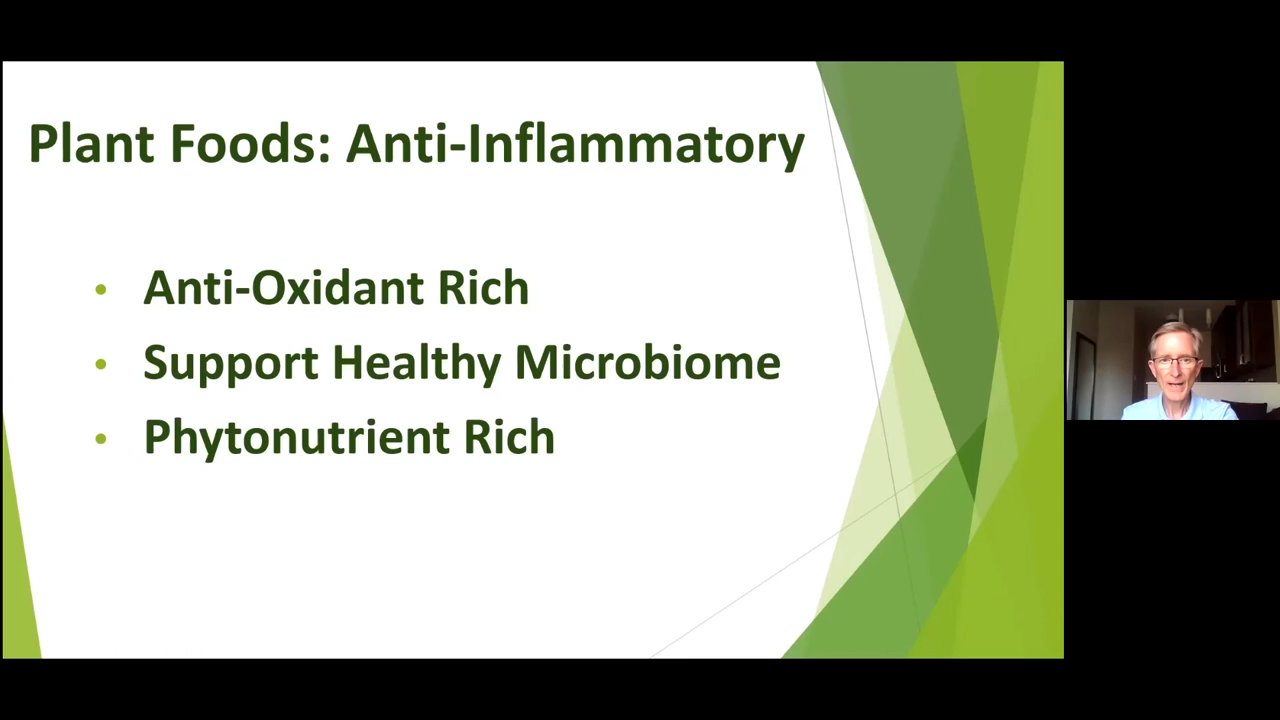 Plant Foods: Anti-Inflammatory
• Anti-Oxidant Rich
• Support Healthy Microbiome
• Phytonutrient Rich